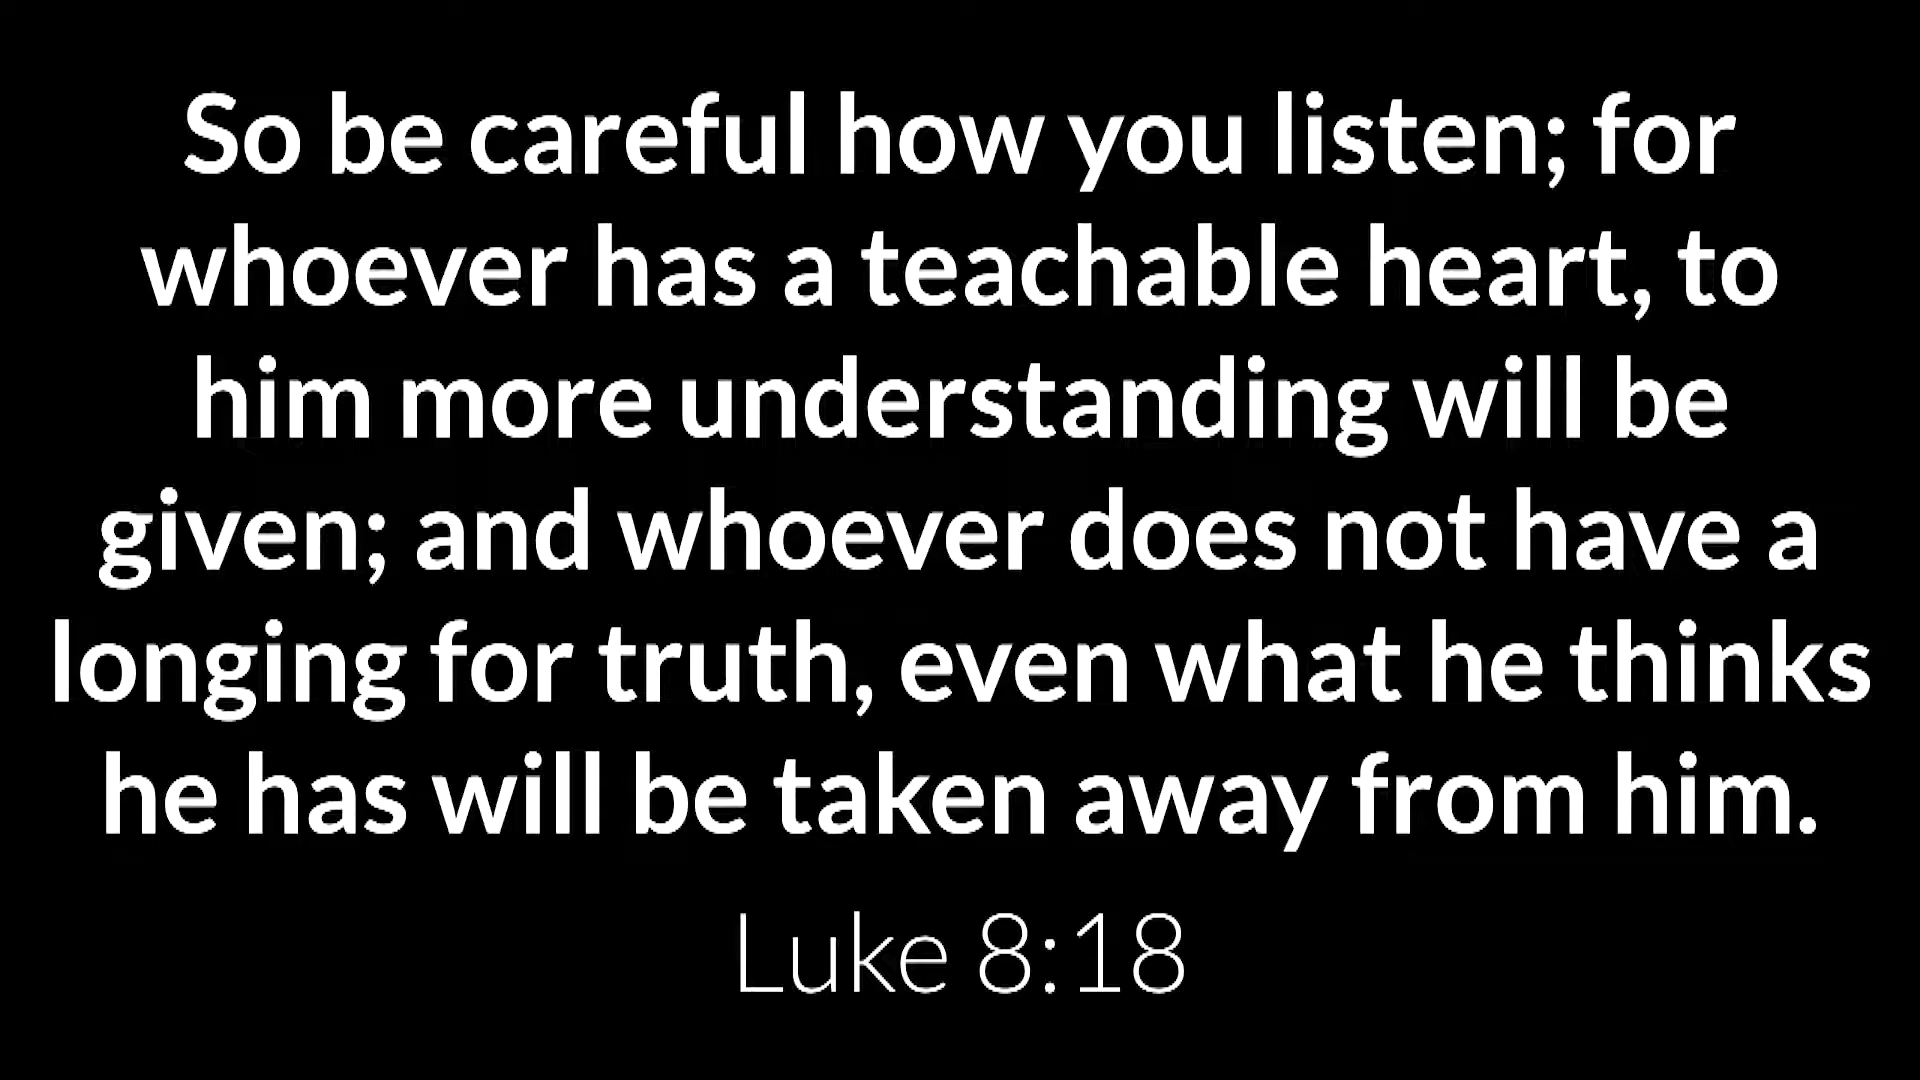 So be careful how you listen; for
whoever has a teachable heart, to
him more understanding will be
given; and whoever does not have a
longing for truth, even what he thinks
he has will be taken away from him.
Luke 8:18